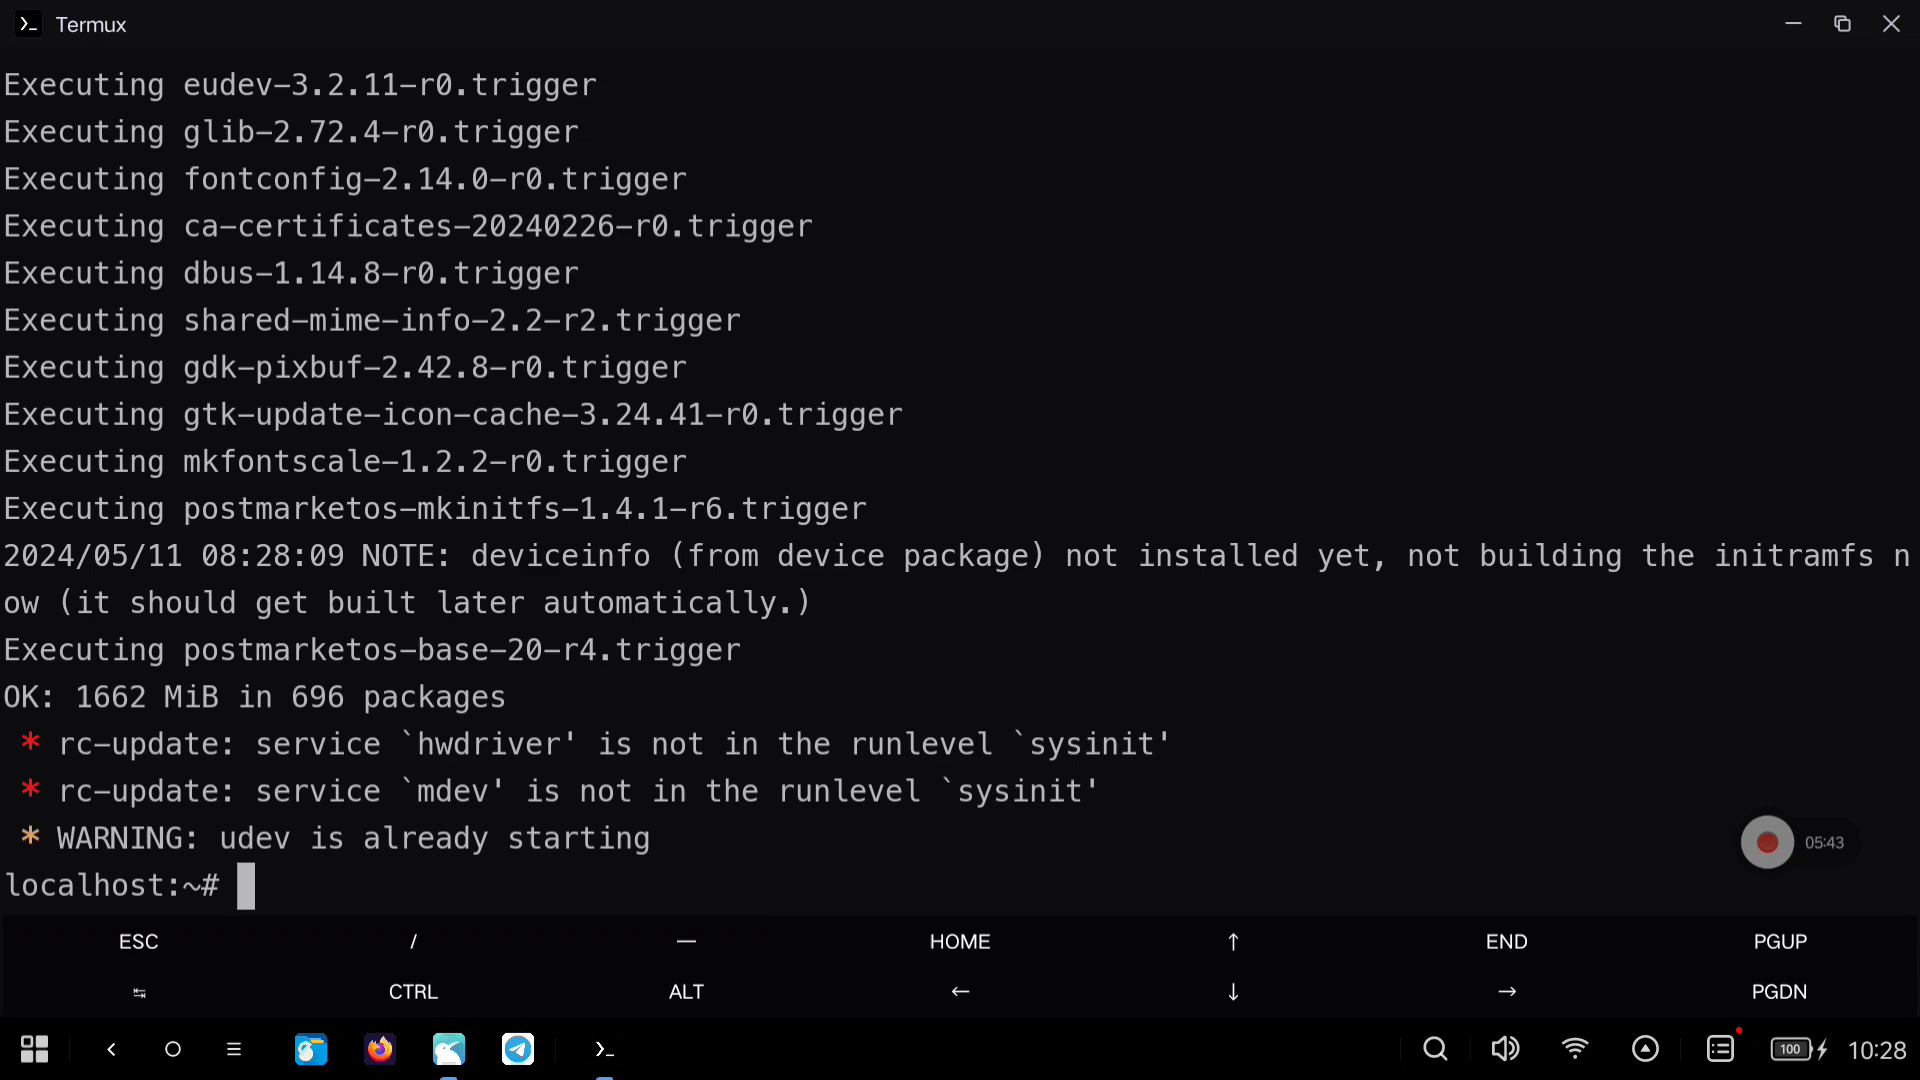 Termux
Executing eudev-3.2.11-r0.trigger
Executing glib-2.72.4-r0.trigger
Executing fontconfig-2.14.0-r0.trigger
Executing ca-certificates-20240226-r0.trigger
Executing dbus-1.14.8-r0.trigger
Executing shared-mime-info-2.2-r2.trigger
Executing gdk-pixbuf-2.42.8-r0.trigger
Executing gtk-update-icon-cache-3.24.41-r0.trigger
Executing mkfontscale-1.2.2-r0.trigger
Executing postmarketos-mkinitfs-1.4.1-r6.trigger
2024/05/11 08:28:09 NOTE: deviceinfo (from device package) not installed yet, not building the initramfs n
ow (it should get built later automatically.)
Executing postmarketos-base-20-r4.trigger
OK: 1662 MiB in 696 packages
 * rc-update: service `hwdriver' is not in the runlevel `sysinit'
 * rc-update: service `mdev' is not in the runlevel `sysinit'
 * WARNING: udev is already starting
05:43
localhost:~#
ESC / — HOME ↑ END PGUP
↹ CTRL ALT ← ↓ → PGDN
100 10:28